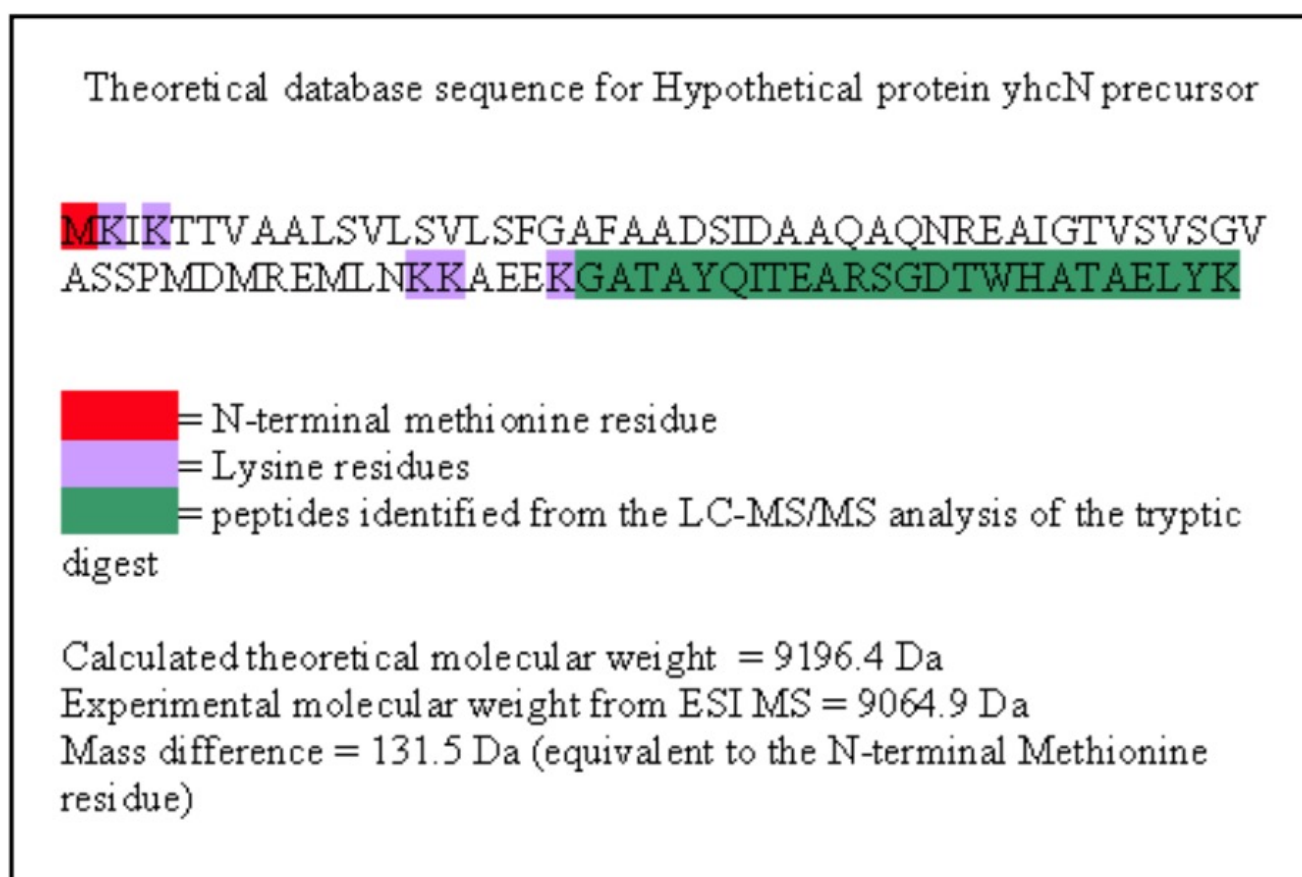 Theoretical database sequence for Hypothetical protein yhcN precursor
MKIKTTVAALSVLSVLSFGAFAADSIDAAQAQNREAIGTVSVSGV
ASSPMDMREMLNKKAEEKGATAYQITEARSGDTWHATAELYK
= N-terminal methionine residue
= Lysine residues
= peptides identified from the LC-MS/MS analysis of the tryptic
digest
Calculated theoretical molecular weight = 9196.4 Da
Experimental molecular weight from ESI MS = 9064.9 Da
Mass difference = 131.5 Da (equivalent to the N-terminal Methionine
residue)